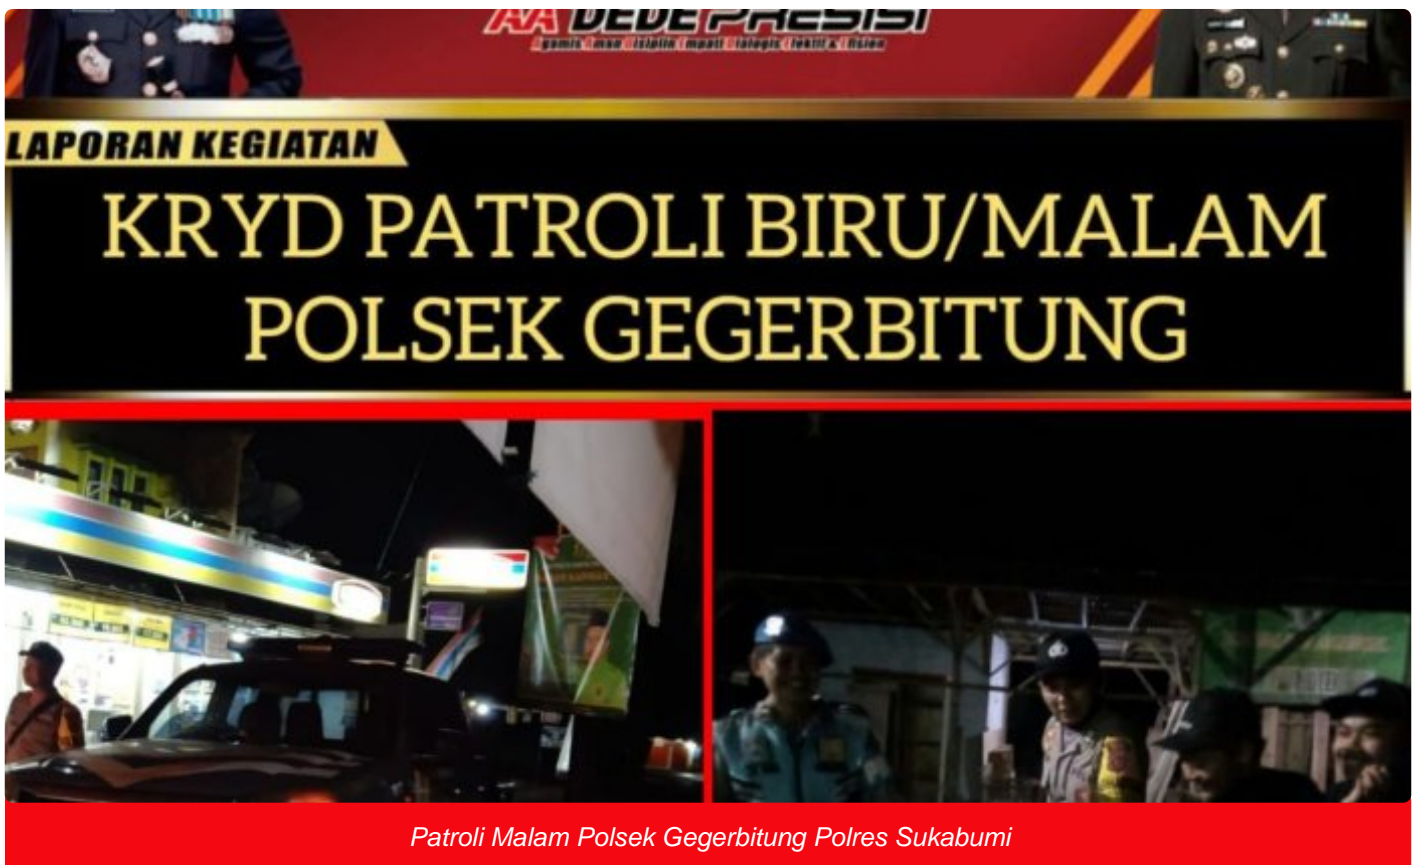 AA DEDE PRESISI
LAPORAN KEGIATAN
KRYD PATROLI BIRU/MALAM
POLSEK GEGERBITUNG
Patroli Malam Polsek Gegerbitung Polres Sukabumi